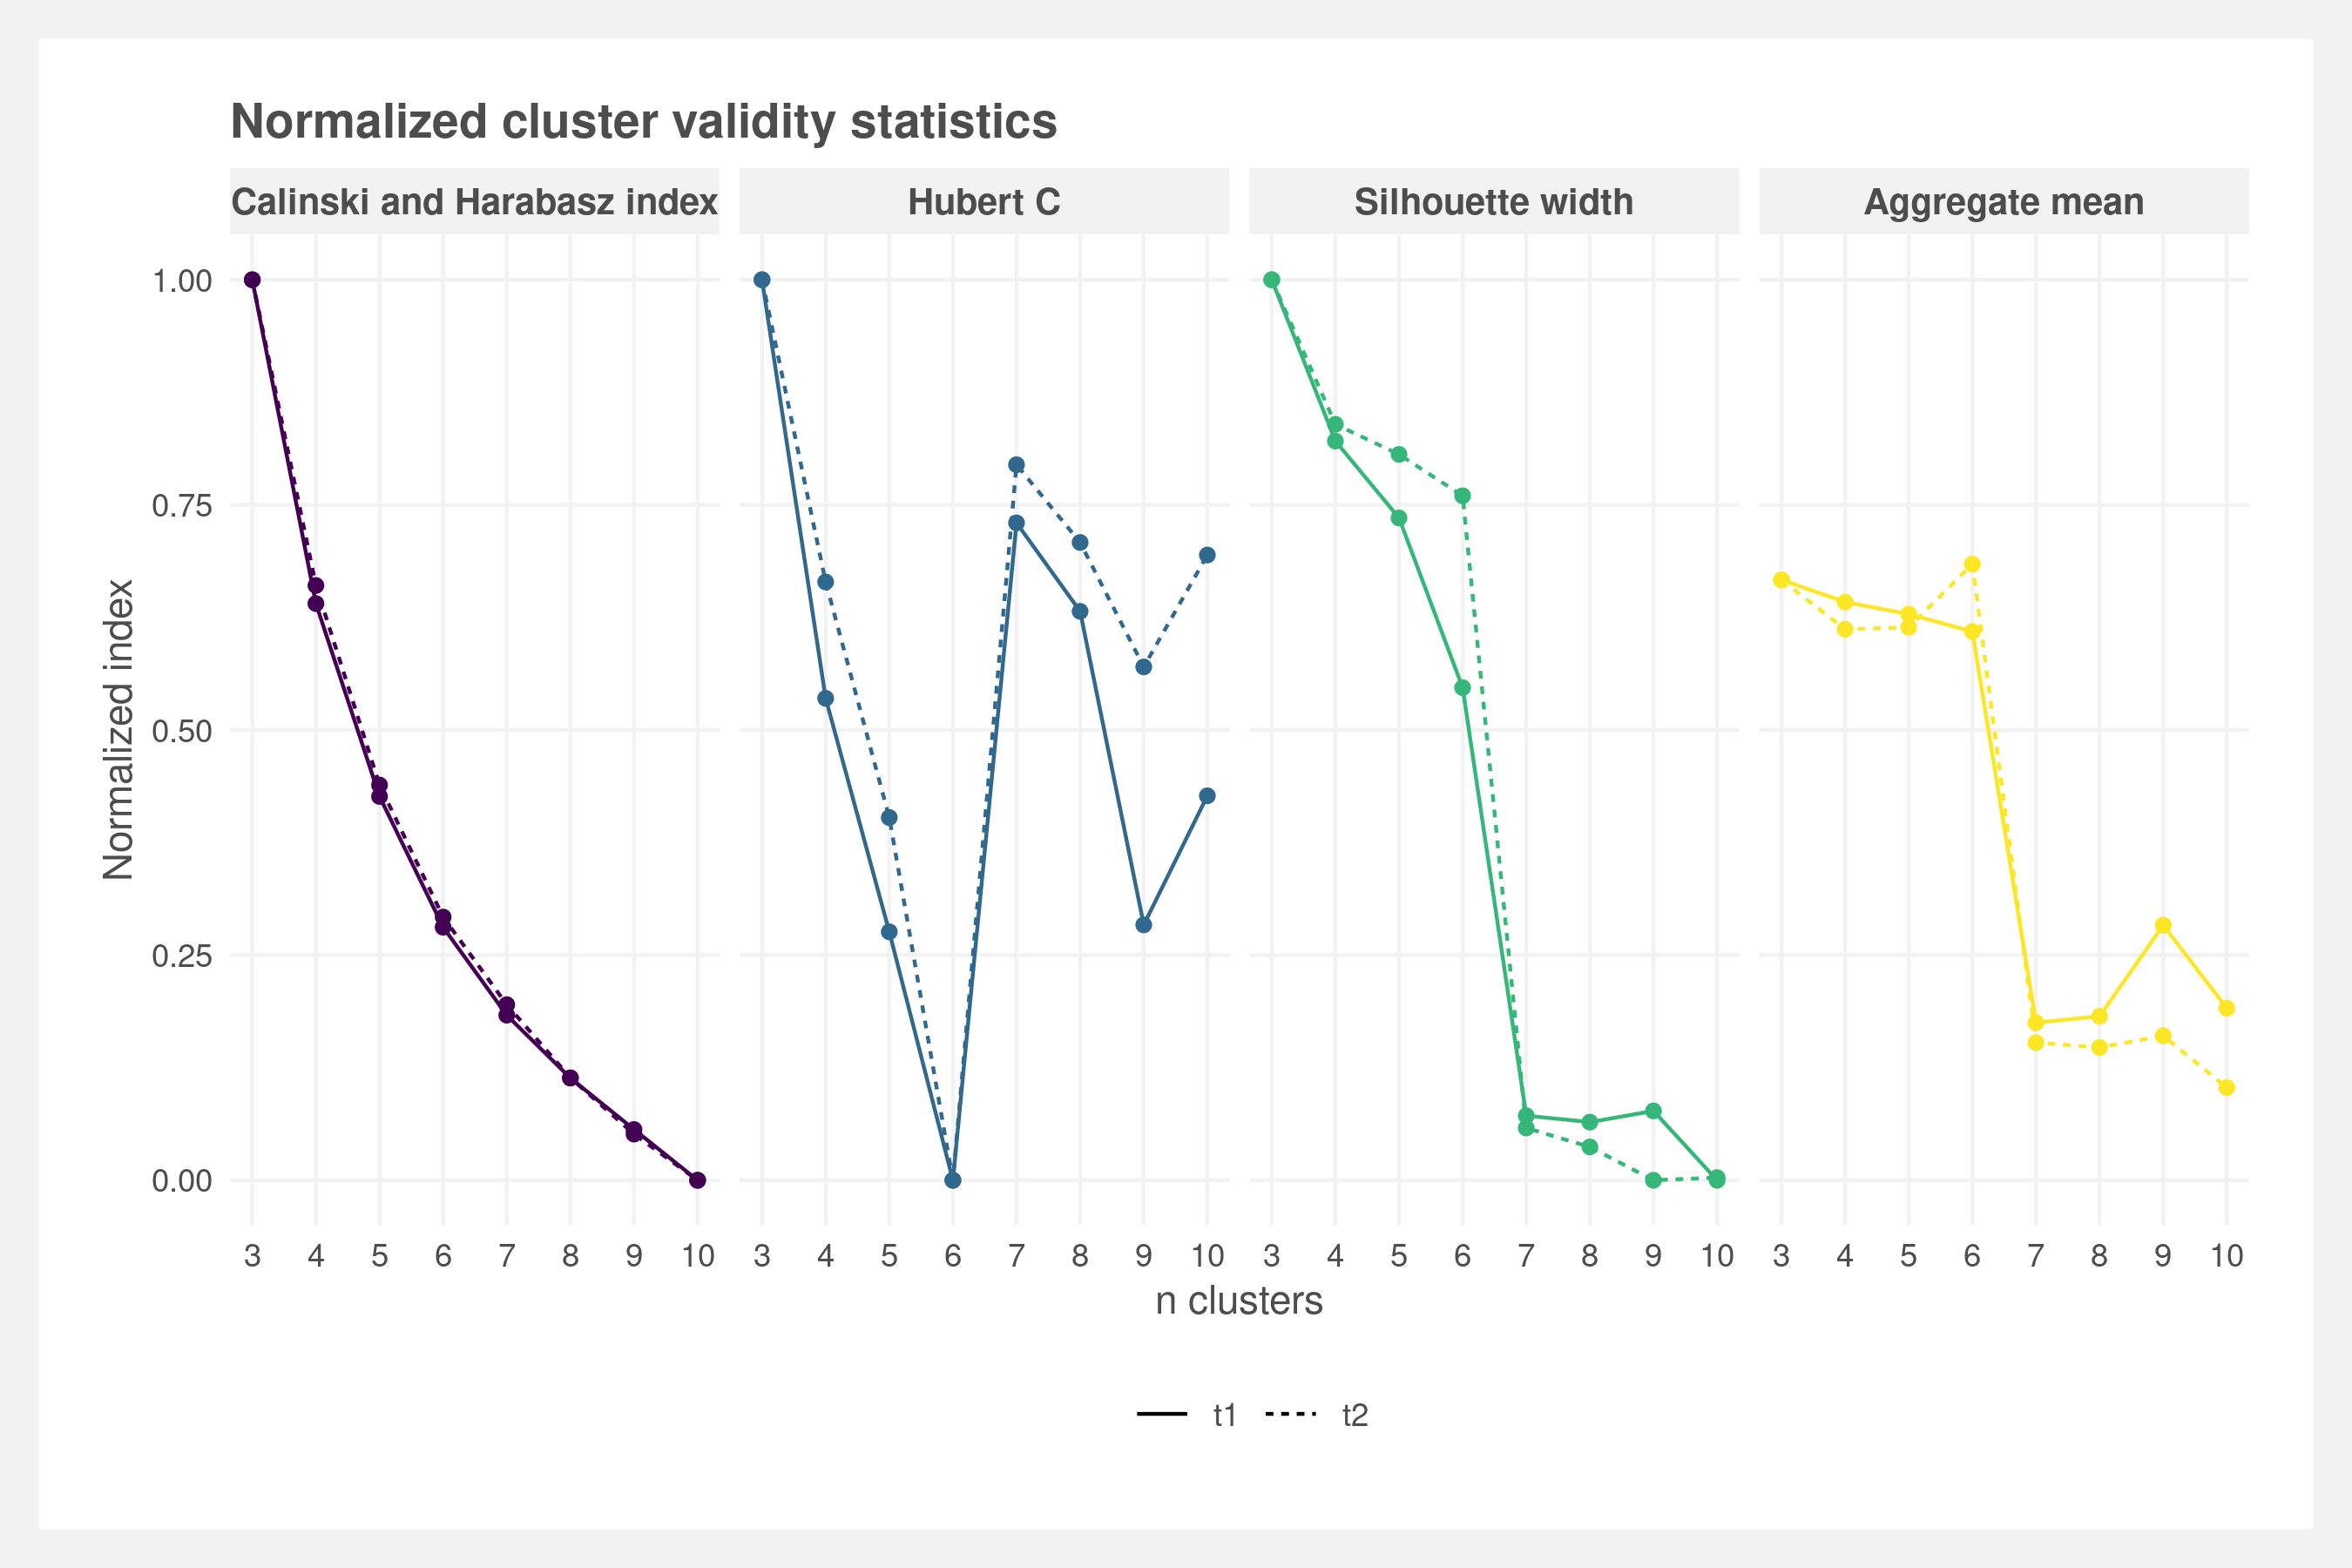 Normalized cluster validity statistics
Calinski and Harabasz index Hubert C Silhouette width Aggregate mean
1.00
0.75
0.50
0.25
0.00
Normalized index
3 4 5 6 7 8 9 10 3 4 5 6 7 8 9 10 3 4 5 6 7 8 9 10 3 4 5 6 7 8 9 10
n clusters
t1 t2